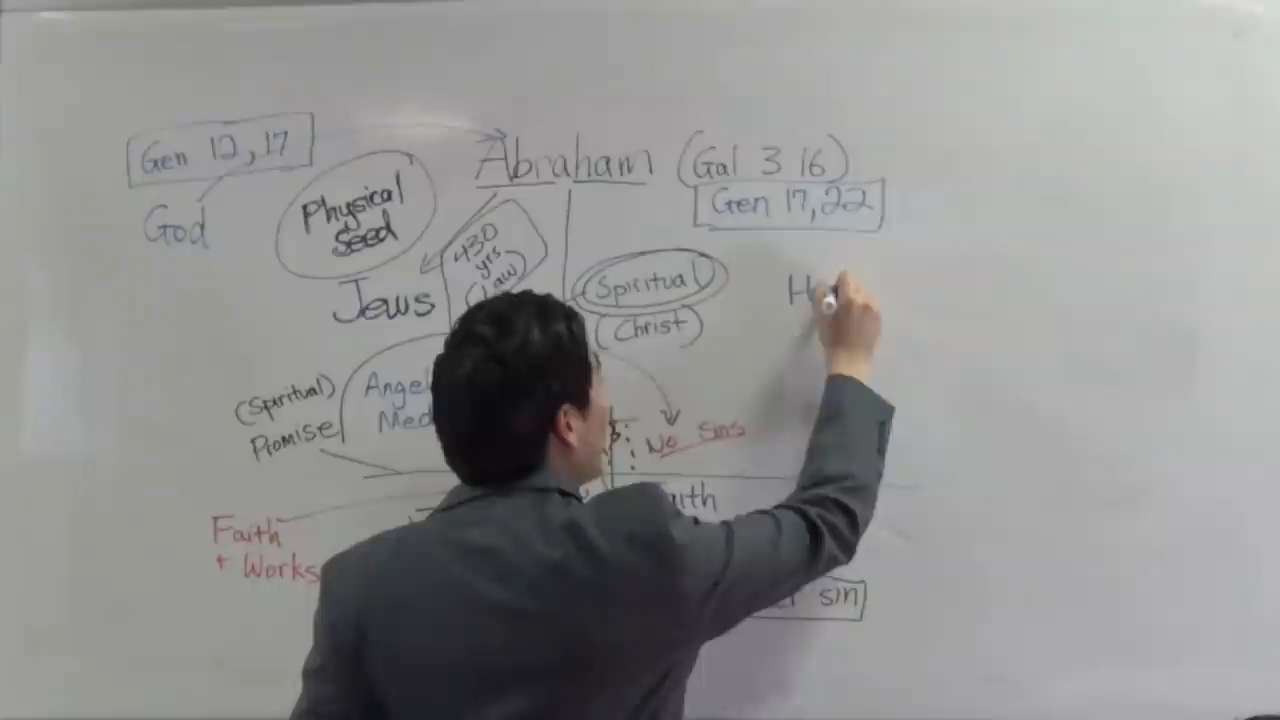 Gen 12,17
God
Physical
Seed
Abraham
(Gal 3 16)
Gen 17,22
430
yrs
(Law)
Jews
Spiritual
(Christ)
H
(Spiritual)
Promise
Angel
Med
No sins
Faith
+ Works
sin